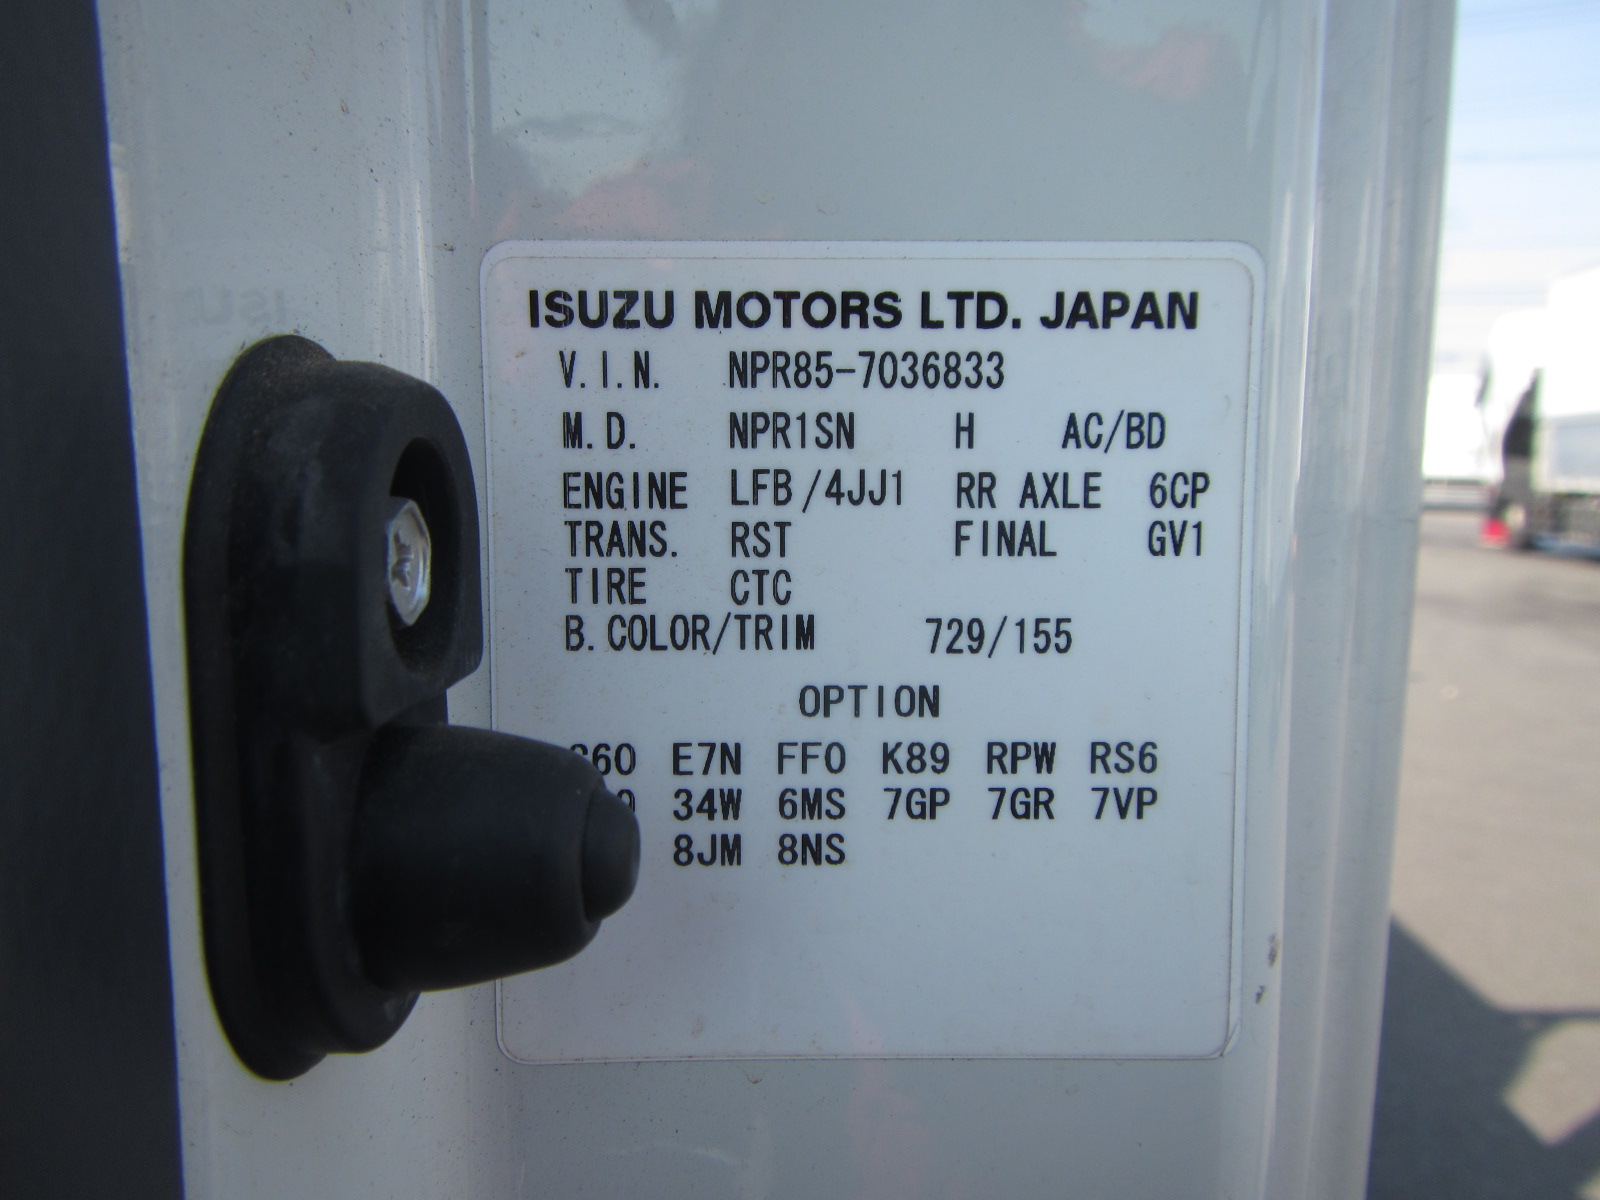 ISUZU MOTORS LTD. JAPAN
V.I.N. NPR85-7036833
M.D. NPR1SN H AC/BD
ENGINE LFB/4JJ1 RR AXLE 6CP
TRANS. RST FINAL GV1
TIRE CTC
B.COLOR/TRIM 729/155
OPTION
E7N FF0 K89 RPW RS6
34W 6MS 7GP 7GR 7VP
8JM 8NS